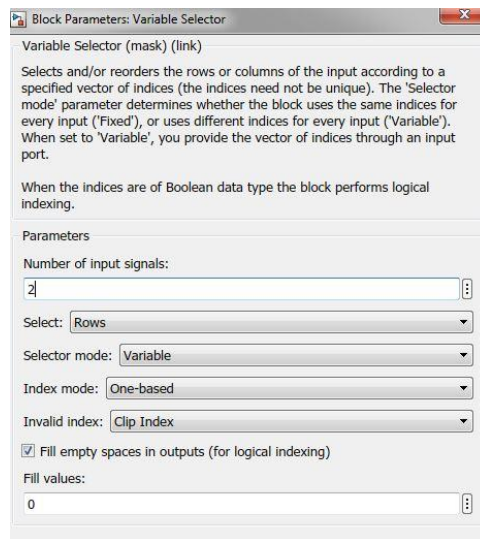 Block Parameters: Variable Selector
Variable Selector (mask) (link)
Selects and/or reorders the rows or columns of the input according to a
specified vector of indices (the indices need not be unique). The 'Selector
mode' parameter determines whether the block uses the same indices for
every input ('Fixed'), or uses different indices for every input ('Variable').
When set to 'Variable', you provide the vector of indices through an input
port.
When the indices are of Boolean data type the block performs logical
indexing.
Parameters
Number of input signals:
2
Select: Rows
Selector mode: Variable
Index mode: One-based
Invalid index: Clip Index
Fill empty spaces in outputs (for logical indexing)
Fill values:
0